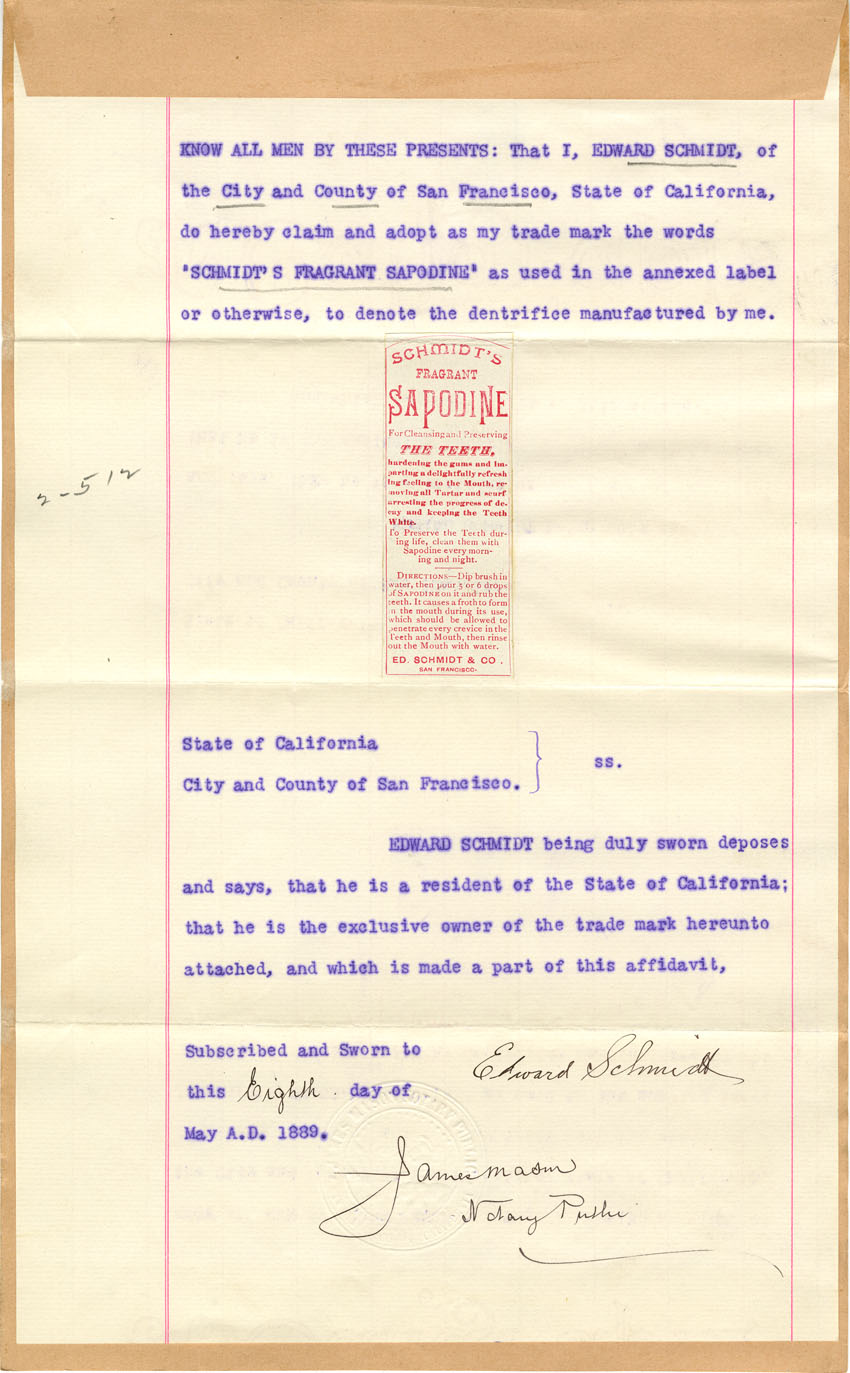 KNOW ALL MEN BY THESE PRESENTS: That I, EDWARD SCHMIDT, of
the City and County of San Francisco, State of California,
do hereby claim and adopt as my trade mark the words
"SCHMIDT'S FRAGRANT SAPODINE" as used in the annexed label
or otherwise, to denote the dentrifice manufactured by me.
SCHMIDT'S
FRAGRANT
SAPODINE
For Cleansing and Preserving
THE TEETH,
hardening the gums and im-
parting a delightfully refresh
ing feeling to the Mouth, re-
moving all Tartar and scurf
arresting the progress of de-
cay and keeping the Teeth
White.
To Preserve the Teeth dur-
ing life, clean them with
Sapodine every morn-
ing and night.
DIRECTIONS—Dip brush in
water, then pour 5 or 6 drops
of SAPODINE on it and rub the
teeth. It causes a froth to form
in the mouth during its use,
which should be allowed to
penetrate every crevice in the
Teeth and Mouth, then rinse
out the Mouth with water.
ED. SCHMIDT & CO.
SAN FRANCISCO.
2-512
State of California
City and County of San Francisco. } ss.
EDWARD SCHMIDT being duly sworn deposes
and says, that he is a resident of the State of California;
that he is the exclusive owner of the trade mark hereunto
attached, and which is made a part of this affidavit,
Subscribed and Sworn to
this Eighth day of
May A.D. 1889.
Edward Schmidt
James Mason
Notary Public